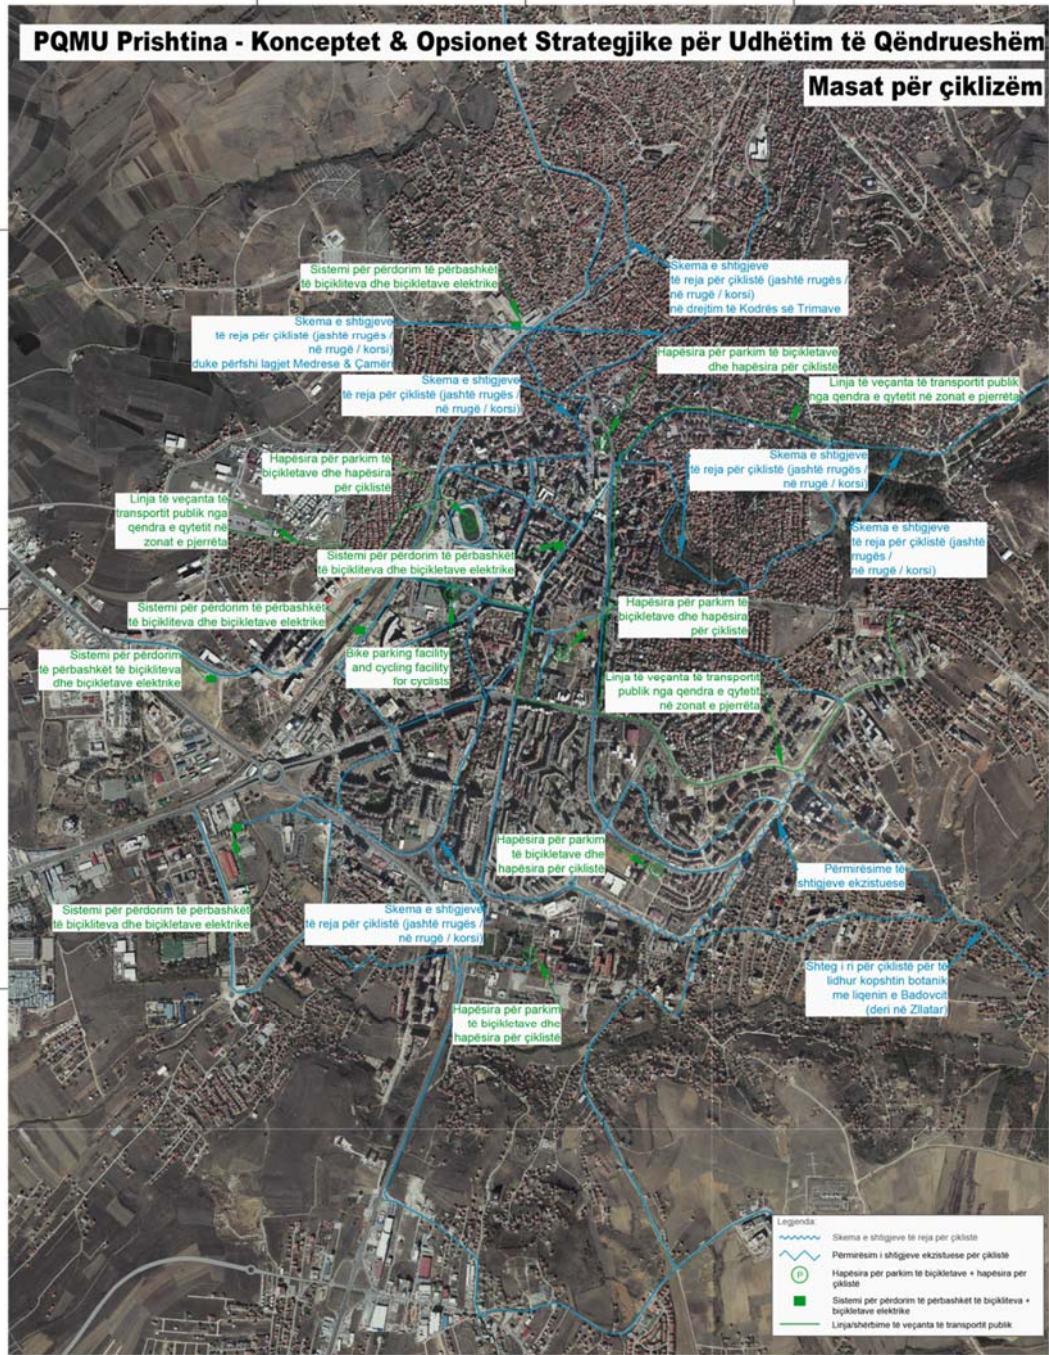 PQMU Prishtina - Konceptet & Opsionet Strategjike për Udhëtim të Qëndrueshëm
Masat për çiklizëm
Sistemi për përdorim të përbashkët
të biçikliteva dhe biçikletave elektrike
Skema e shtigjeve
të reja për çiklistë (jashtë rrugës /
në rrugë / korsi)
në drejtim të Kodrës së Trimave
Skema e shtigjeve
të reja për çiklistë (jashtë rrugës /
në rrugë / korsi)
duke përfshi lagjet Medrese & Çamëri
Hapësira për parkim të biçikletave
dhe hapësira për çiklistë
Skema e shtigjeve
të reja për çiklistë (jashtë rrugës /
në rrugë / korsi)
Linja të veçanta të transportit publik
nga qendra e qytetit në zonat e pjerrëta
Hapësira për parkim të
biçikletave dhe hapësira
për çiklistë
Skema e shtigjeve
të reja për çiklistë (jashtë rrugës /
në rrugë / korsi)
Linja të veçanta të
transportit publik nga
qendra e qytetit në
zonat e pjerrëta
Skema e shtigjeve
të reja për çiklistë (jashtë
rrugës /
në rrugë / korsi)
Sistemi për përdorim të përbashkët
të biçikliteva dhe biçikletave elektrike
Sistemi për përdorim të përbashkët
të biçikliteva dhe biçikletave elektrike
Hapësira për parkim të
biçikletave dhe hapësira
për çiklistë
Sistemi për përdorim
të përbashkët të biçikliteva
dhe biçikletave elektrike
Bike parking facility
and cycling facility
for cyclists
Linja të veçanta të transportit
publik nga qendra e qytetit
në zonat e pjerrëta
Hapësira për parkim
të biçikletave dhe
hapësira për çiklistë
Përmirësime të
shtigjeve ekzistuese
Sistemi për përdorim të përbashkët
të biçikliteva dhe biçikletave elektrike
Skema e shtigjeve
të reja për çiklistë (jashtë rrugës /
në rrugë / korsi)
Shteg i ri për çiklistë për të
lidhur kopshtin botanik
me liqenin e Badovcit
(deri në Zllatar)
Hapësira për parkim
të biçikletave dhe
hapësira për çiklistë
Legjenda:
Skema e shtigjeve të reja për çiklistë
Përmirësim i shtigjeve ekzistuese për çiklistë
P
Hapësira për parkim të biçikletave + hapësira për
çiklistë
Sistemi për përdorim të përbashkët të biçikliteva +
biçikletave elektrike
Linja/shërbime të veçanta të transportit publik